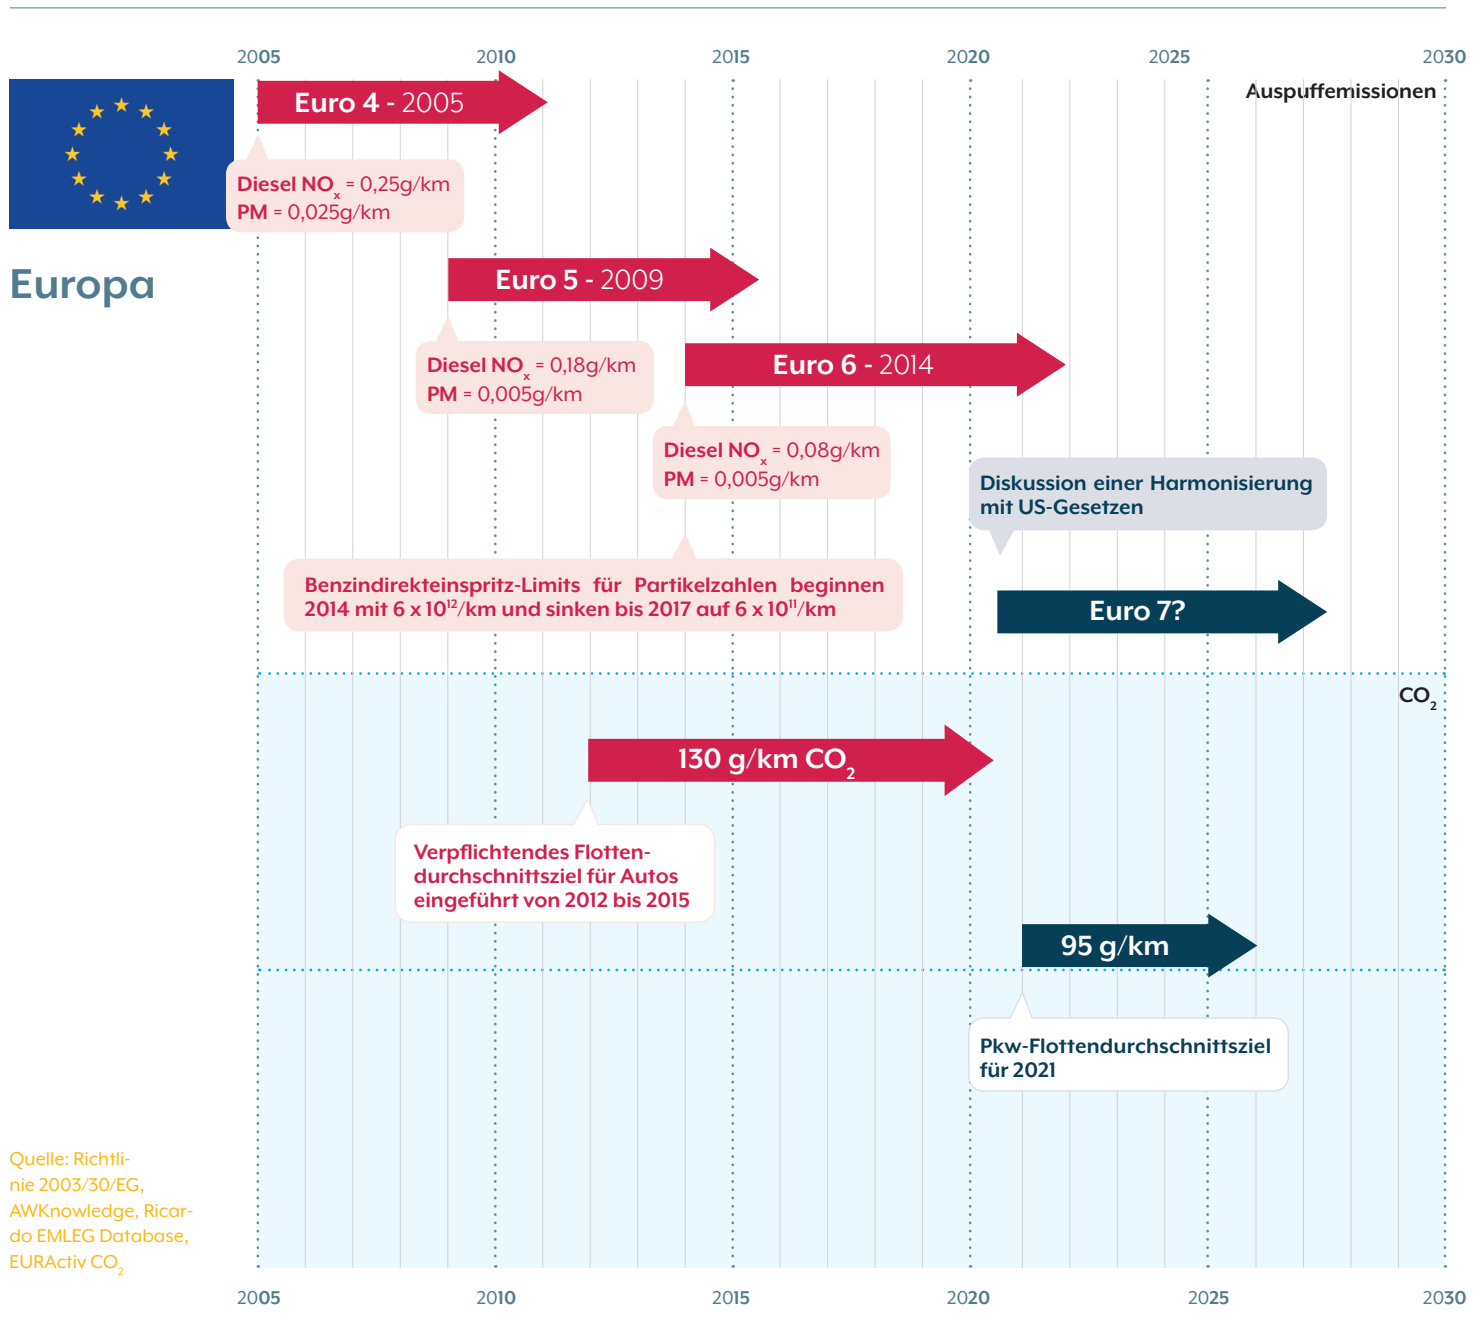 2005 2010 2015 2020 2025 2030
Auspuffemissionen
Euro 4 - 2005
Diesel NOₓ = 0,25g/km
PM = 0,025g/km
Europa
Euro 5 - 2009
Diesel NOₓ = 0,18g/km
PM = 0,005g/km
Euro 6 - 2014
Diesel NOₓ = 0,08g/km
PM = 0,005g/km
Diskussion einer Harmonisierung
mit US-Gesetzen
Benzindirekteinspritz-Limits für Partikelzahlen beginnen
2014 mit 6 x 10¹²/km und sinken bis 2017 auf 6 x 10¹¹/km
Euro 7?
CO₂
130 g/km CO₂
Verpflichtendes Flotten-
durchschnittsziel für Autos
eingeführt von 2012 bis 2015
95 g/km
Pkw-Flottendurchschnittsziel
für 2021
Quelle: Richtli-
nie 2003/30/EG,
AWKnowledge, Ricar-
do EMLEG Database,
EURActiv CO₂
2005 2010 2015 2020 2025 2030